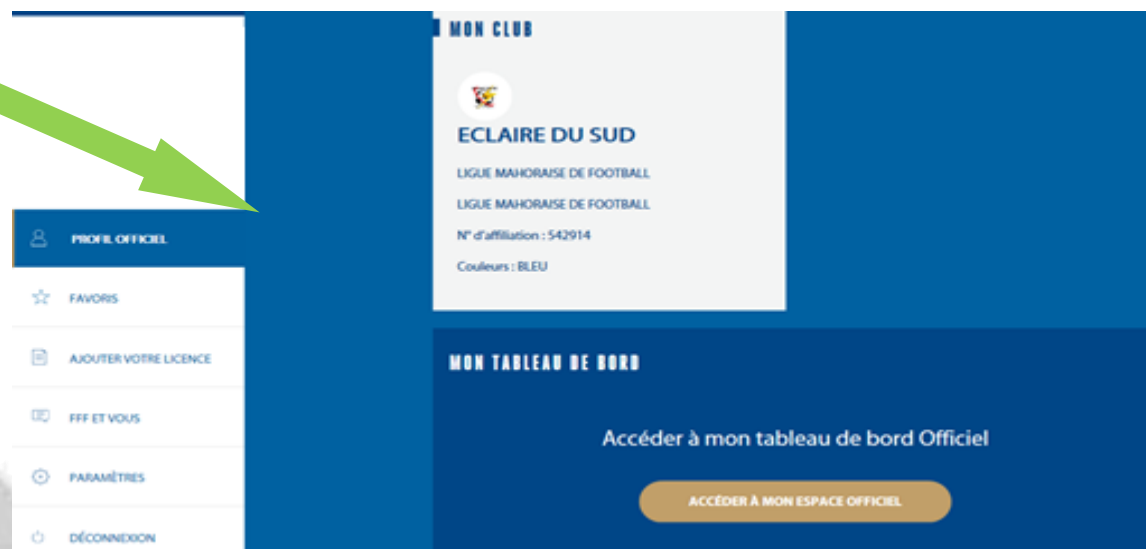 MON CLUB
ECLAIRE DU SUD
LIGUE MAHORAISE DE FOOTBALL
LIGUE MAHORAISE DE FOOTBALL
N° d'affiliation : 542914
Couleurs : BLEU
PROFIL OFFICIEL
FAVORIS
AJOUTER VOTRE LICENCE
FFF ET VOUS
PARAMÈTRES
DÉCONNEXION
MON TABLEAU DE BORD
Accéder à mon tableau de bord Officiel
ACCÉDER À MON ESPACE OFFICIEL